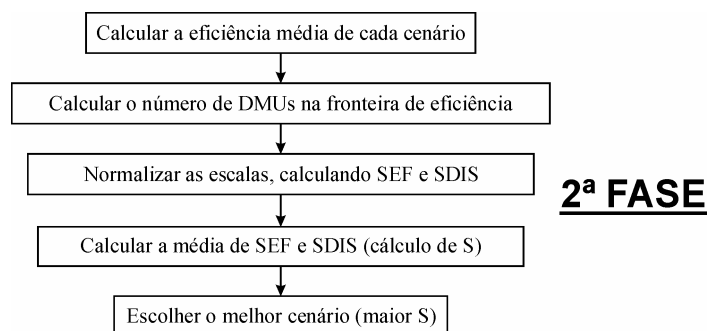 Calcular a eficiência média de cada cenário
Calcular o número de DMUs na fronteira de eficiência
Normalizar as escalas, calculando SEF e SDIS
2ª FASE
Calcular a média de SEF e SDIS (cálculo de S)
Escolher o melhor cenário (maior S)